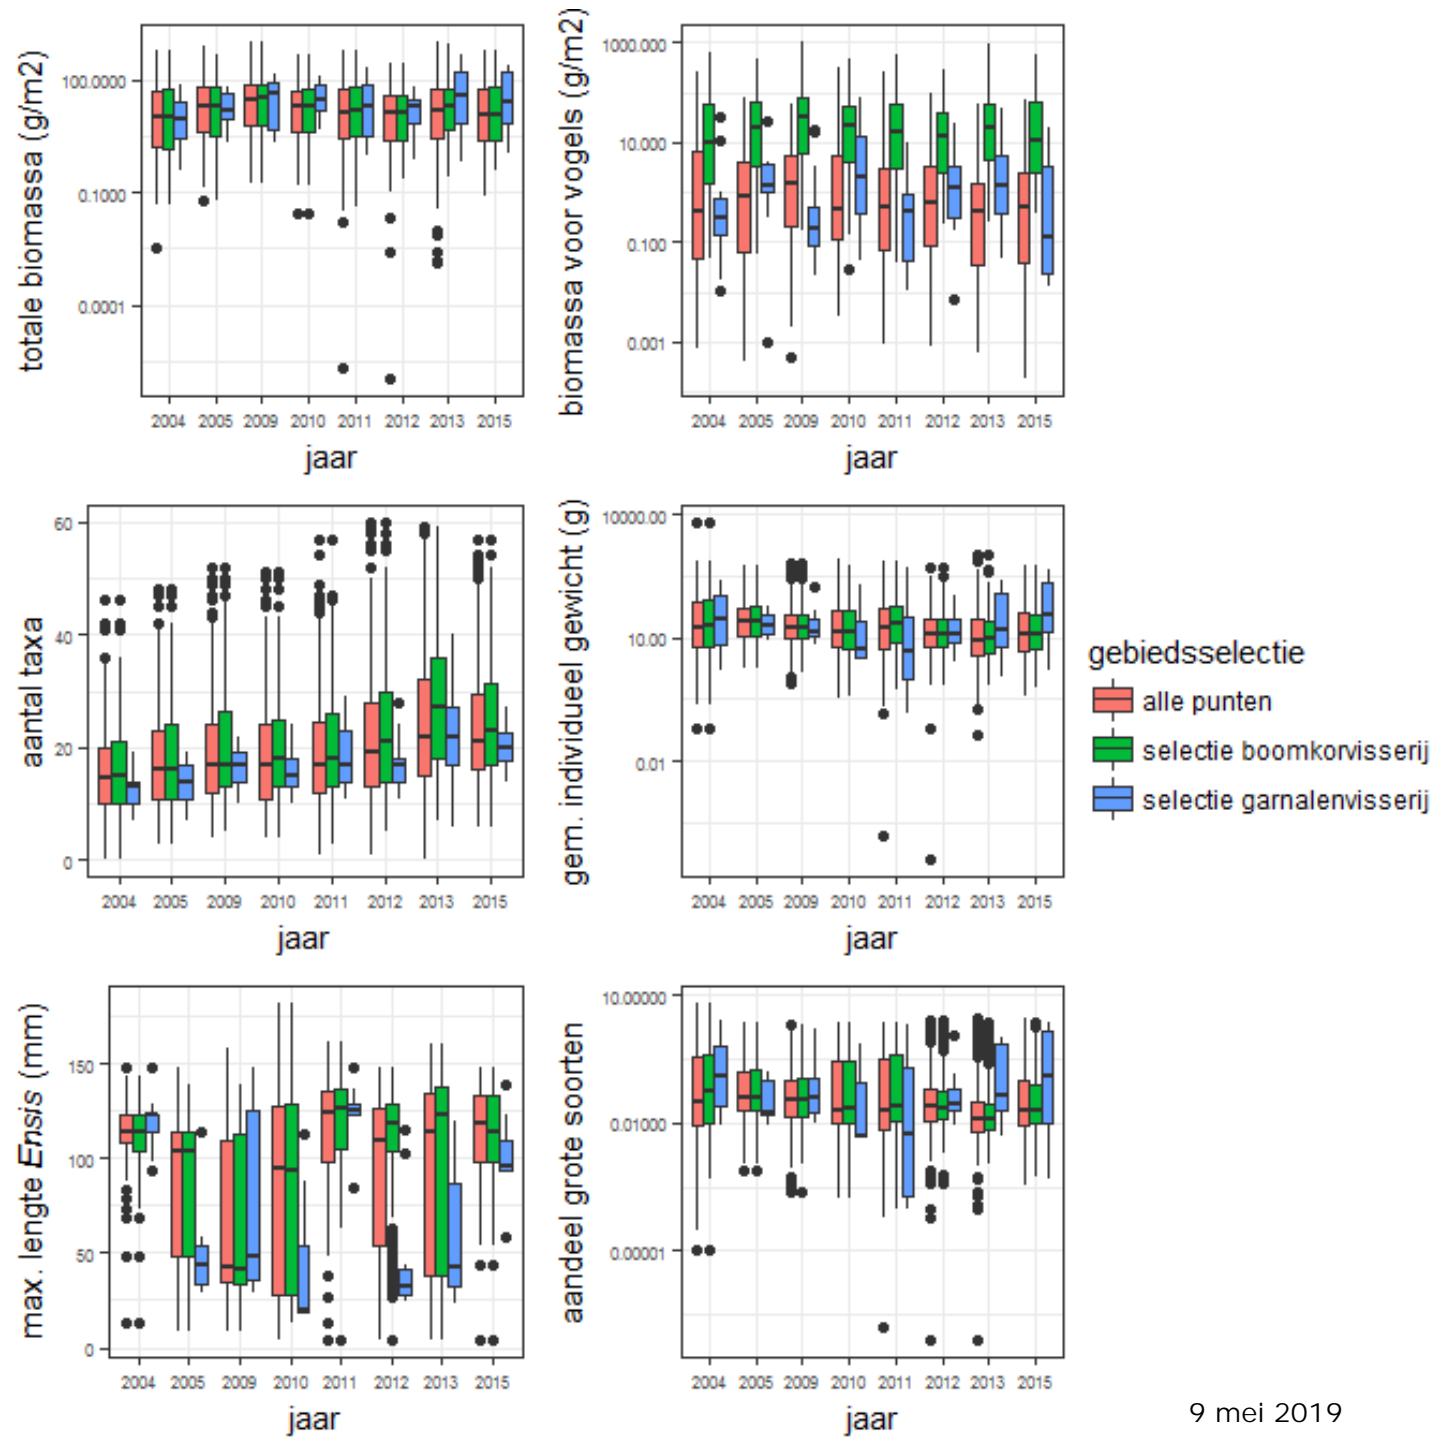 totale biomassa (g/m2)
100.0000
0.1000
0.0001
2004 2005 2009 2010 2011 2012 2013 2015
jaar
biomassa voor vogels (g/m2)
1000.000
10.000
0.100
0.001
2004 2005 2009 2010 2011 2012 2013 2015
jaar
aantal taxa
60
40
20
0
2004 2005 2009 2010 2011 2012 2013 2015
jaar
gem. individueel gewicht (g)
10000.00
10.00
0.01
2004 2005 2009 2010 2011 2012 2013 2015
jaar
gebiedsselectie
alle punten
selectie boomkorvisserij
selectie garnalenvisserij
max. lengte Ensis (mm)
150
100
50
0
2004 2005 2009 2010 2011 2012 2013 2015
jaar
aandeel grote soorten
10.00000
0.01000
0.00001
2004 2005 2009 2010 2011 2012 2013 2015
jaar
9 mei 2019